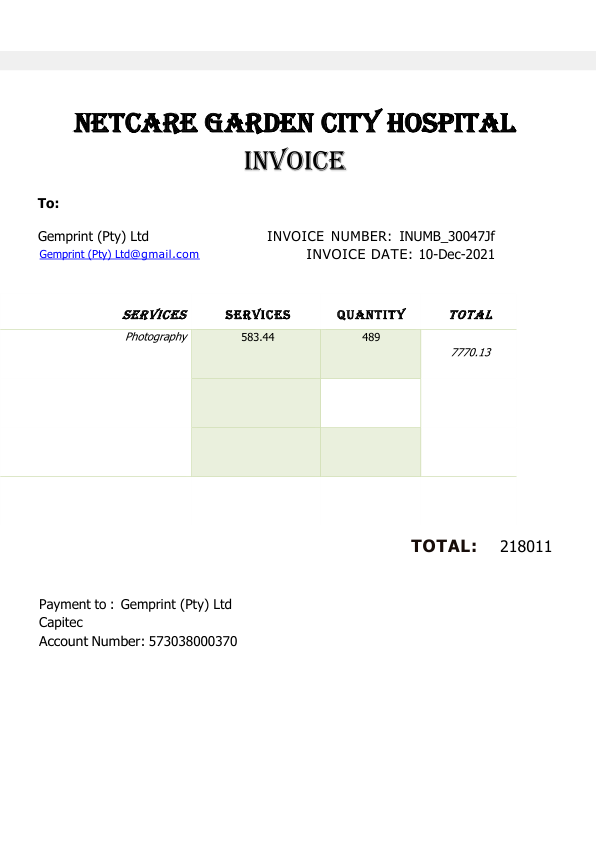 NETCARE GARDEN CITY HOSPITAL
INVOICE
To:
Gemprint (Pty) Ltd INVOICE NUMBER: INUMB_30047Jf
Gemprint (Pty) Ltd@gmail.com INVOICE DATE: 10-Dec-2021
SERVICES SERVICES QUANTITY TOTAL
Photography 583.44 489
7770.13
TOTAL: 218011
Payment to : Gemprint (Pty) Ltd
Capitec
Account Number: 573038000370